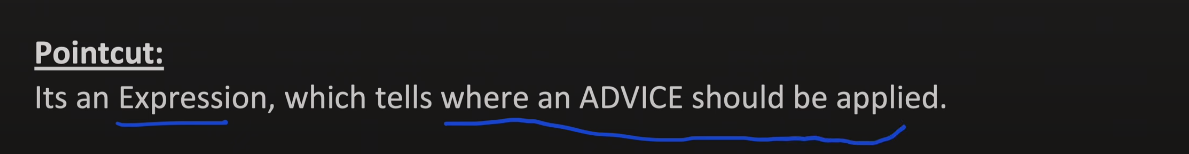 Pointcut:
Its an Expression, which tells where an ADVICE should be applied.